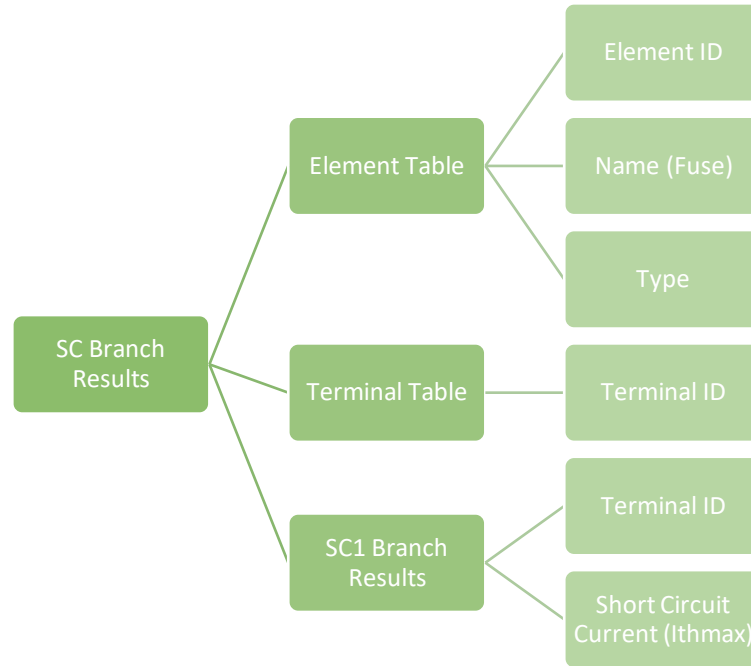 SC Branch
Results
Element Table
Element ID
Name (Fuse)
Type
Terminal Table
Terminal ID
SC1 Branch
Results
Terminal ID
Short Circuit
Current (Ithmax)